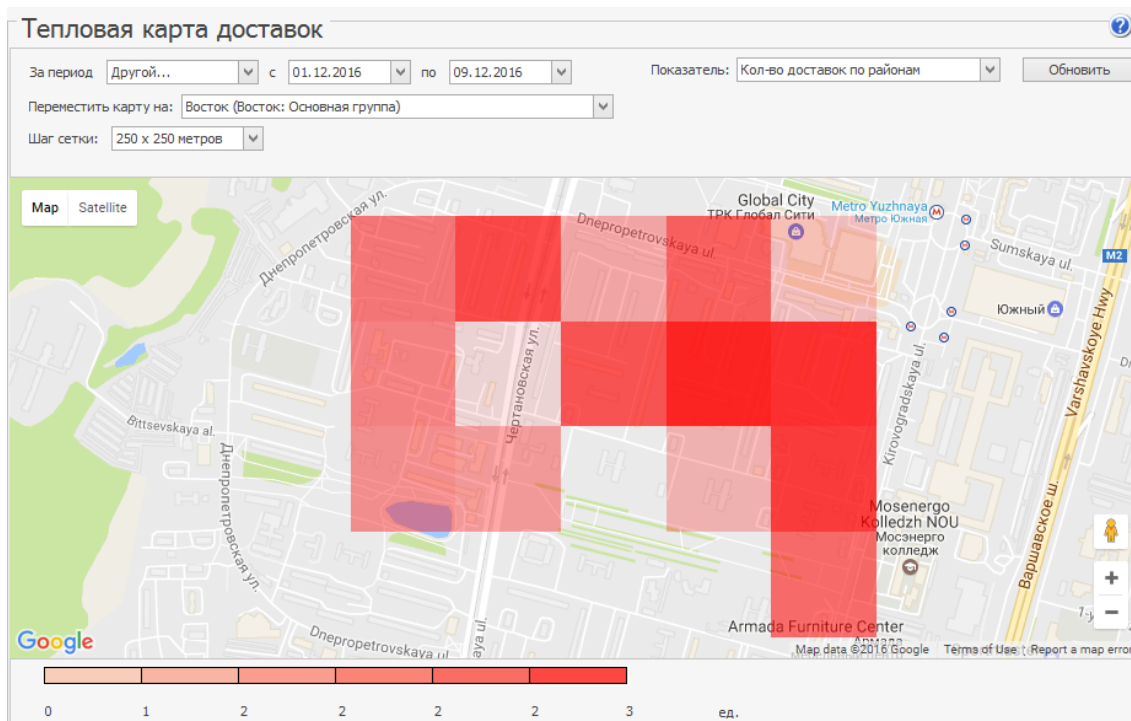 Тепловая карта доставок
?
За период Другой... с 01.12.2016 по 09.12.2016 Показатель: Кол-во доставок по районам Обновить
Переместить карту на: Восток (Восток: Основная группа)
Шаг сетки: 250 x 250 метров
Map Satellite
Днепропетровская ул.
Dnepropetrovskaya ul.
Global City
ТРК Глобал Сити
Metro Yuzhnaya
Метро Южная
M
Sumskaya ul.
M2
Южный
Varshavskoye Hwy
Kirovogradskaya ul.
Чертановская ул.
Bittsevskaya al.
Днепропетровская ул.
Mosenergo
Kolledzh NOU
Мосэнерго
колледж
Варшавское ш.
+
−
Armada Furniture Center
Армада
Dnepropetrovskaya ul.
ая ул.
1-у
Google
Map data ©2016 Google Terms of Use Report a map error
0 1 2 2 2 2 3 ед.